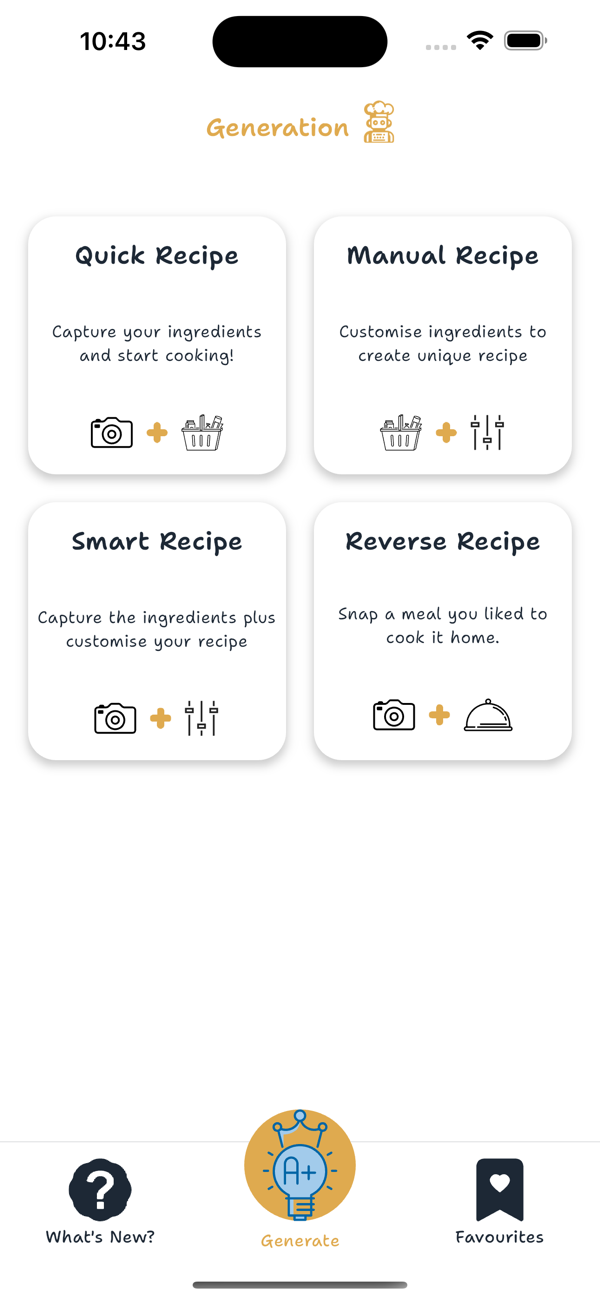 10:43
Generation
Quick Recipe
Capture your ingredients
and start cooking!
Manual Recipe
Customise ingredients to
create unique recipe
Smart Recipe
Capture the ingredients plus
customise your recipe
Reverse Recipe
Snap a meal you liked to
cook it home.
?
A+
What's New?
Generate
Favourites